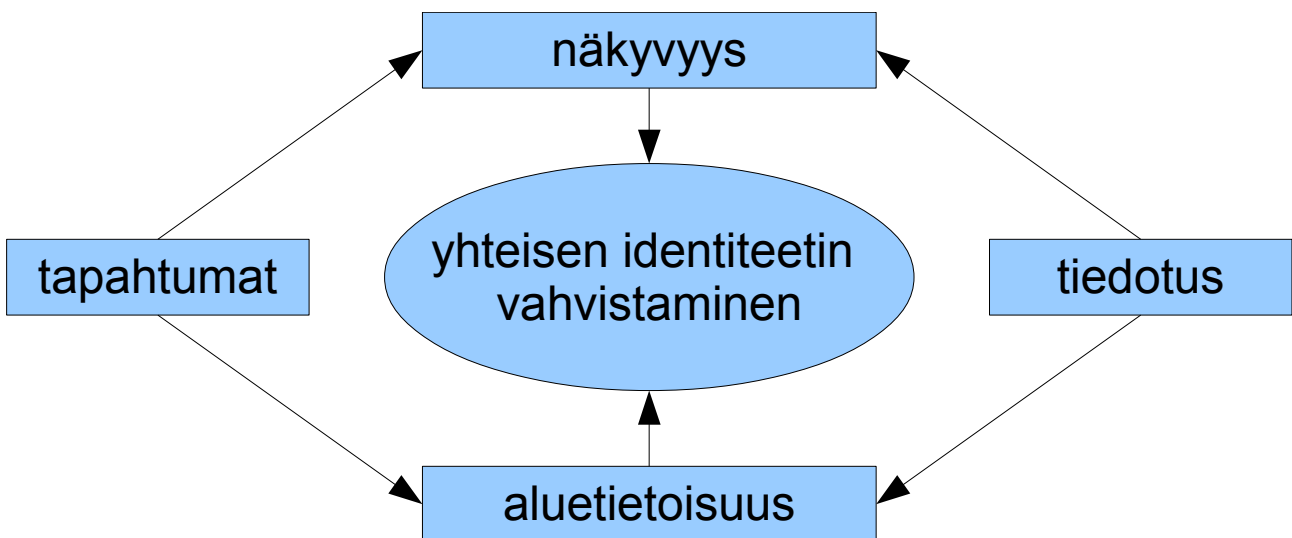 näkyvyys
yhteisen identiteetin
vahvistaminen
tapahtumat
tiedotus
aluetietoisuus